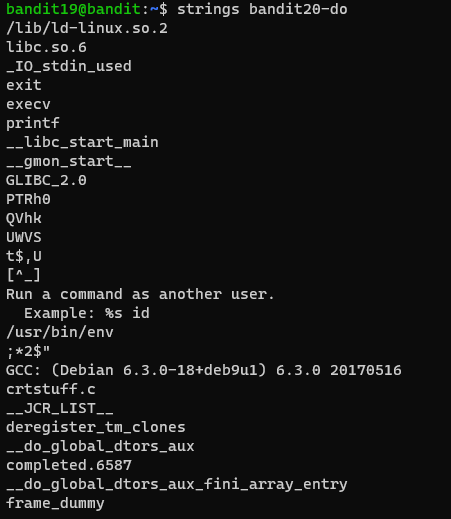 bandit19@bandit:~$ strings bandit20-do
/lib/ld-linux.so.2
libc.so.6
_IO_stdin_used
exit
execv
printf
__libc_start_main
__gmon_start__
GLIBC_2.0
PTRh0
QVhk
UWVS
t$,U
[^_]
Run a command as another user.
  Example: %s id
/usr/bin/env
;*2$"
GCC: (Debian 6.3.0-18+deb9u1) 6.3.0 20170516
crtstuff.c
__JCR_LIST__
deregister_tm_clones
__do_global_dtors_aux
completed.6587
__do_global_dtors_aux_fini_array_entry
frame_dummy